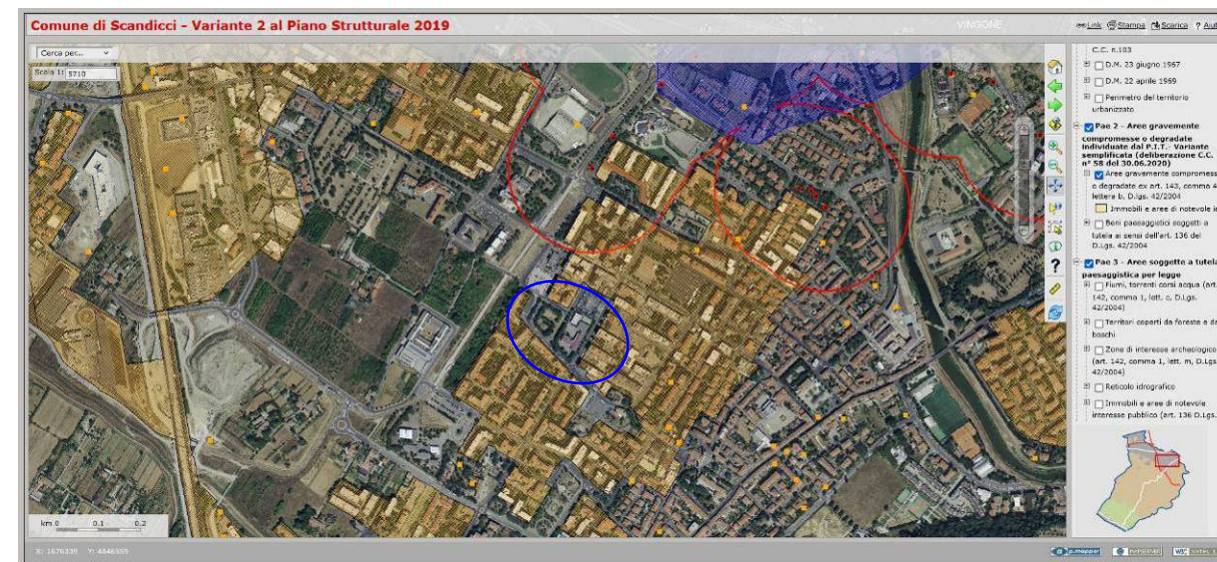 Comune di Scandicci - Variante 2 al Piano Strutturale 2019
VINGONE
Link Stampa Scarica ? Aiut
Cerca per...
Scala 1: 5710
C.C. n.103
D.M. 23 giugno 1967
D.M. 22 aprile 1969
Perimetro del territorio
urbanizzato
Pae 2 - Aree gravemente
compromesse o degradate
individuate dal P.I.T.- Variante
semplificata (deliberazione C.C.
n° 58 del 30.06.2020)
Aree gravemente compromess
o degradate ex art. 143, comma 4
lettera b, D.lgs. 42/2004
Immobili e aree di notevole in
Beni paesaggistici soggetti a
tutela ai sensi dell'art. 136 del
D.Lgs. 42/2004
Pae 3 - Aree soggette a tutela
paesaggistica per legge
Fiumi, torrenti corsi acqua (art.
142, comma 1, lett. c, D.Lgs.
42/2004)
Territori coperti da foreste e da
boschi
Zone di interesse archeologico
(art. 142, comma 1, lett. m, D.Lgs.
42/2004)
Reticolo idrografico
Immobili e aree di notevole
interesse pubblico (art. 136 D.Lgs.
km 0 0.1 0.2
p.mapper